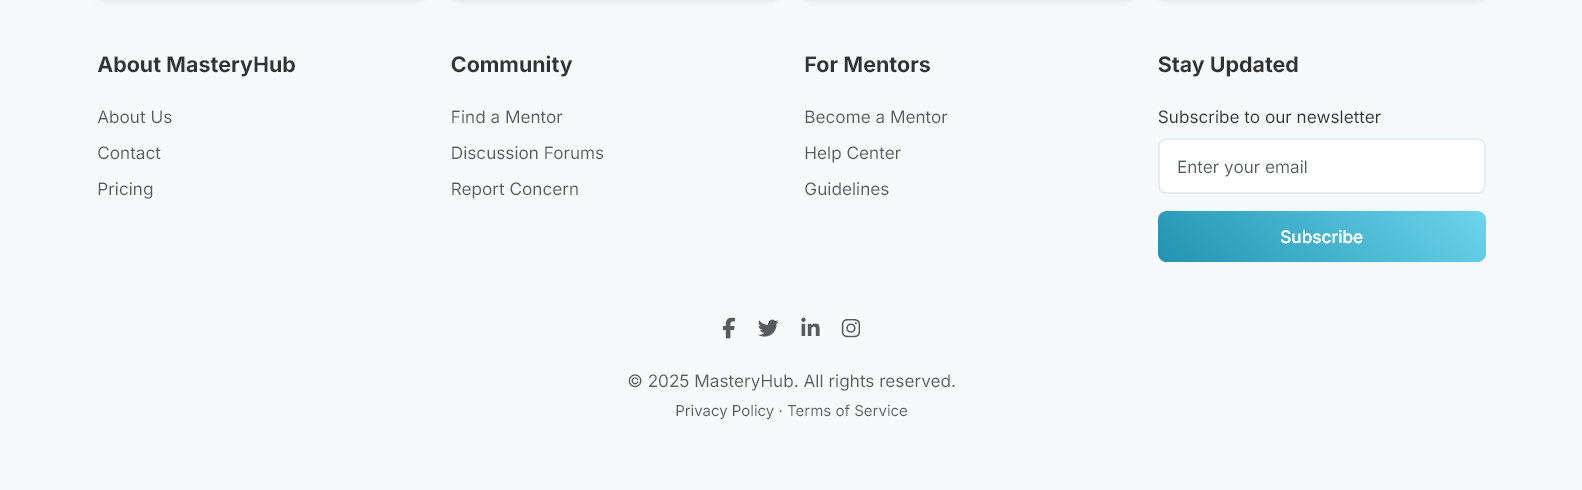 About MasteryHub
About Us
Contact
Pricing
Community
Find a Mentor
Discussion Forums
Report Concern
For Mentors
Become a Mentor
Help Center
Guidelines
Stay Updated
Subscribe to our newsletter
Enter your email
Subscribe
© 2025 MasteryHub. All rights reserved.
Privacy Policy · Terms of Service